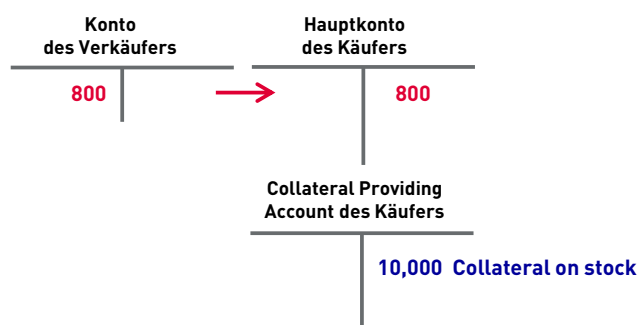 Konto
des Verkäufers
Hauptkonto
des Käufers
800
800
Collateral Providing
Account des Käufers
10,000 Collateral on stock